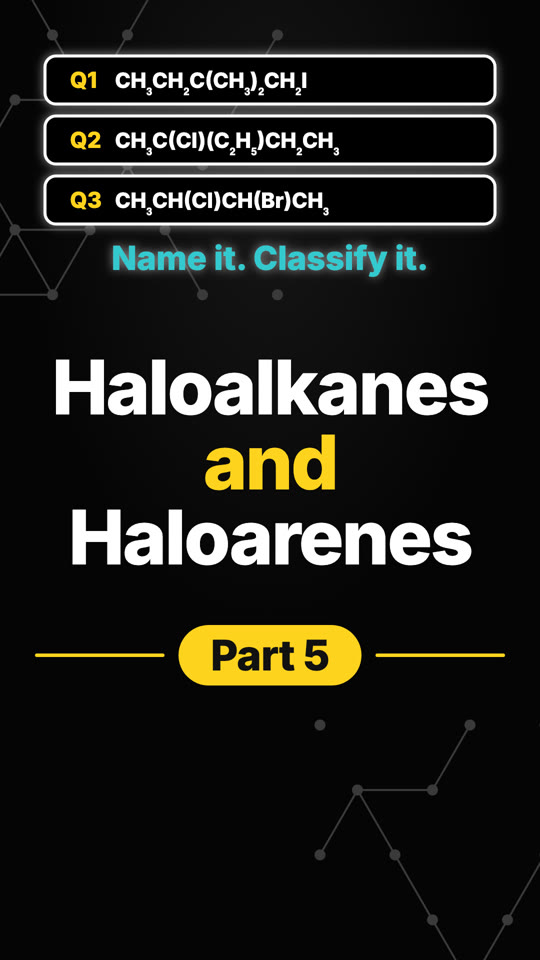 Q1 CH₃CH₂C(CH₃)₂CH₂I
Q2 CH₃C(Cl)(C₂H₅)CH₂CH₃
Q3 CH₃CH(Cl)CH(Br)CH₃
Name it. Classify it.
Haloalkanes
and
Haloarenes
Part 5